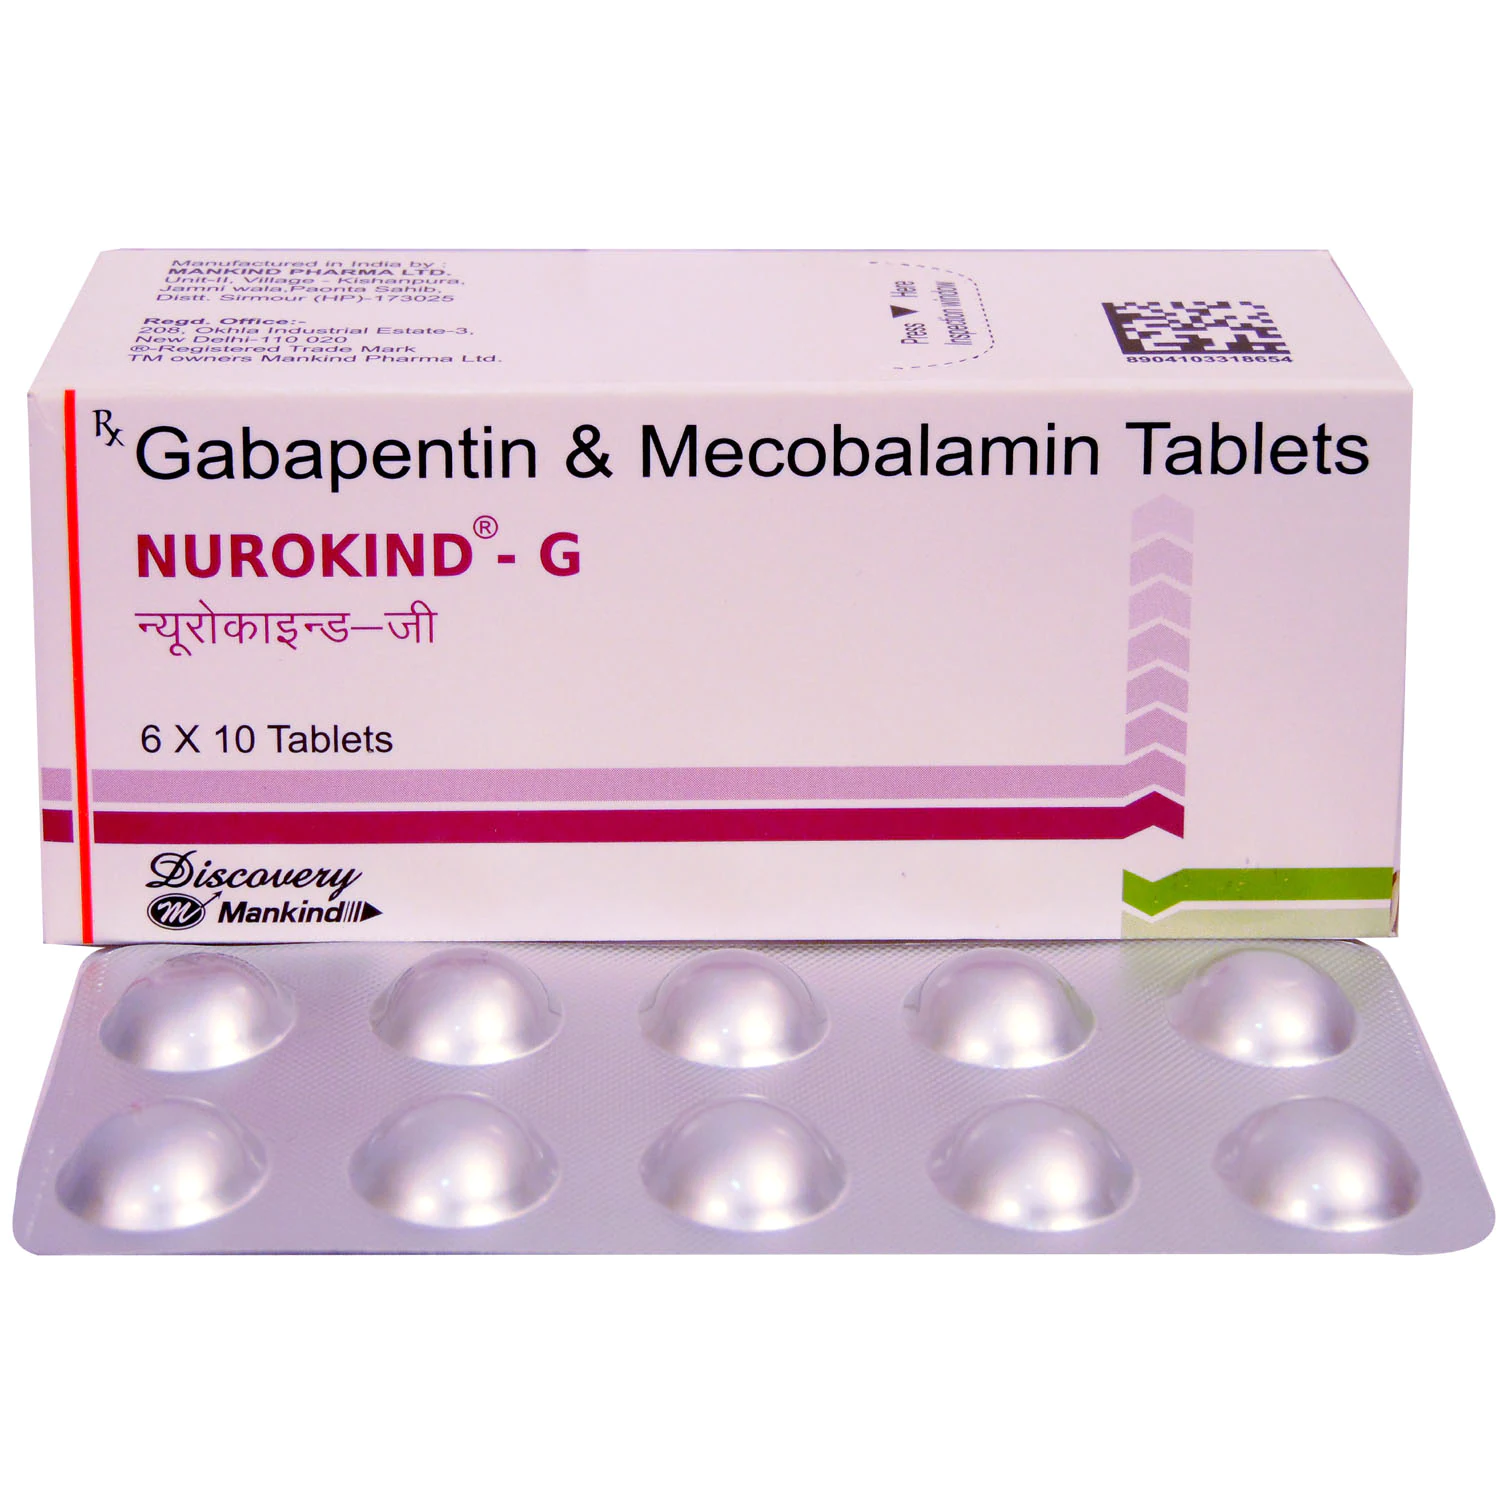 Manufactured in India by :
MANKIND PHARMA LTD.
Unit-II, Village - Kishanpura,
Jamni wala,Paonta Sahib,
Distt. Sirmour (HP)-173025
Regd. Office:-
208, Okhla Industrial Estate-3,
New Delhi-110 020
®-Registered Trade Mark
TM owners Mankind Pharma Ltd.
Press ▼ Here
Inspection window
8904103318654
Rx Gabapentin & Mecobalamin Tablets
NUROKIND®- G
न्यूरोकाइन्ड–जी
6 X 10 Tablets
Discovery
M Mankind